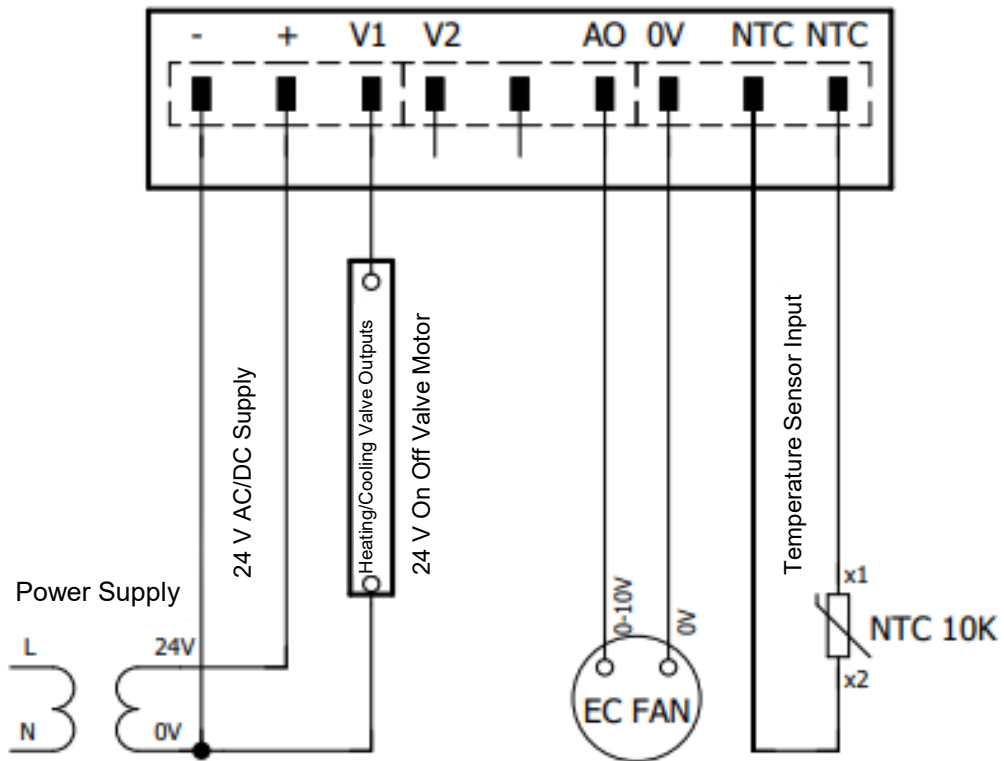 - + V1 V2 AO 0V NTC NTC
24 V AC/DC Supply
Heating/Cooling Valve Outputs
24 V On Off Valve Motor
Temperature Sensor Input
Power Supply
L
24V
N
0V
0-10V
0V
EC FAN
x1
NTC 10K
x2